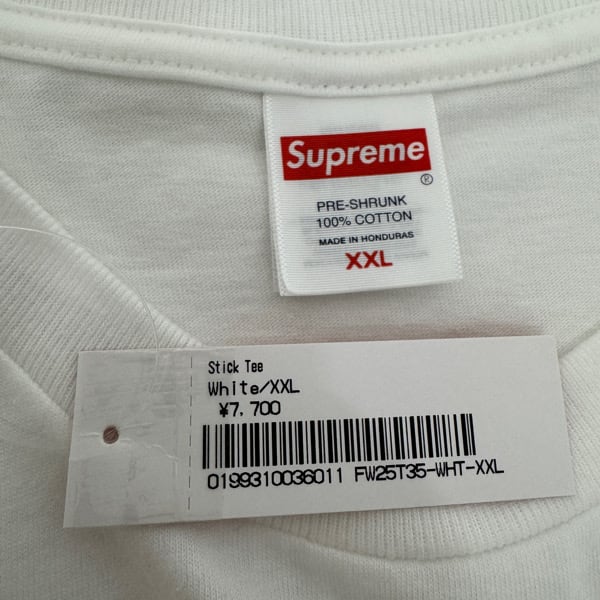 Supreme
®
PRE-SHRUNK
100% COTTON
MADE IN HONDURAS
XXL
Stick Tee
White/XXL
¥7,700
0199310036011 FW25T35-WHT-XXL